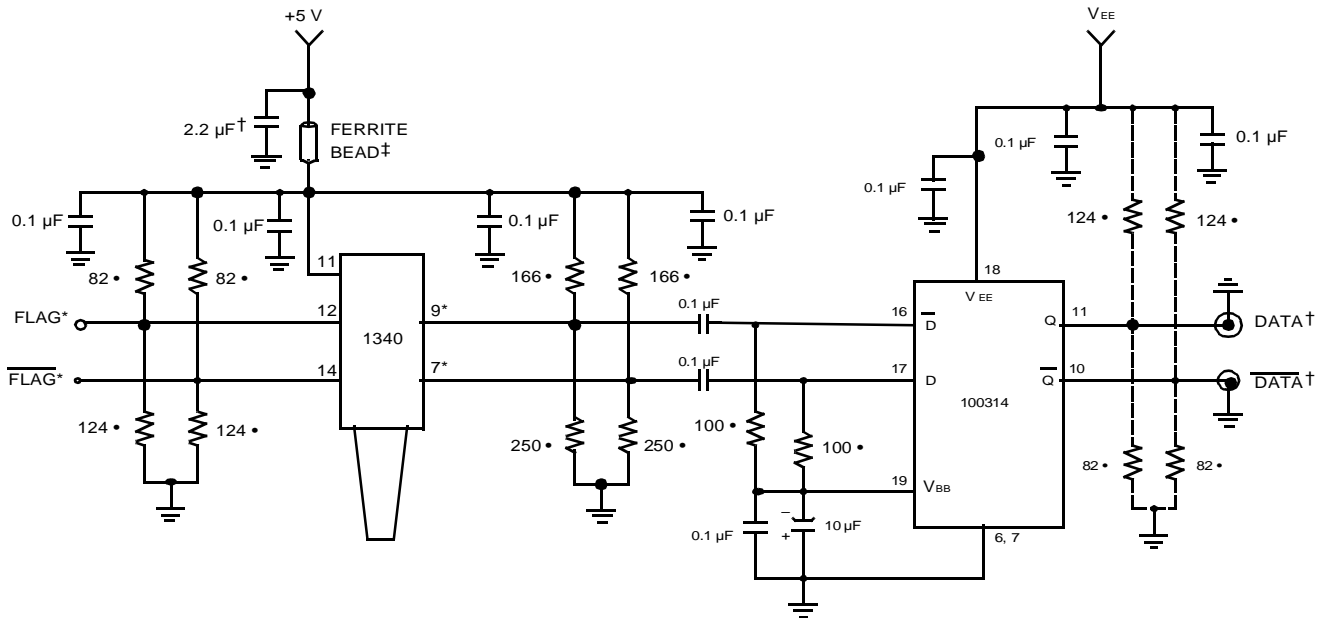 +5 V
VEE
2.2 µF†
FERRITE
BEAD‡
0.1 µF
0.1 µF
0.1 µF
0.1 µF
0.1 µF
0.1 µF
0.1 µF
82 •
82 •
11
166 •
166 •
124 •
124 •
18
VEE
FLAG*
12
9*
0.1 µF
16
D
Q
11
DATA†
1340
FLAG*
14
7*
0.1 µF
17
D
Q
10
DATA†
100314
124 •
124 •
250 •
250 •
100 •
100 •
82 •
82 •
19
VBB
0.1 µF
–
+
10 µF
6, 7